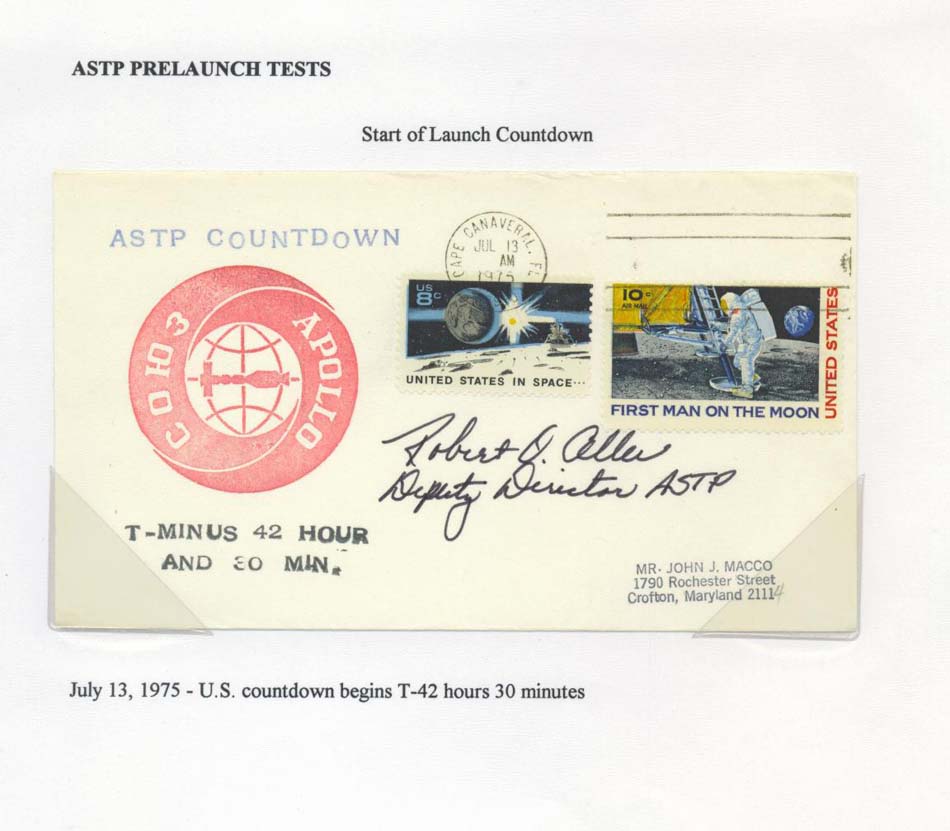 ASTP PRELAUNCH TESTS
Start of Launch Countdown
ASTP COUNTDOWN
CAPE CANAVERAL, FL
JUL 13
AM
1975
US
8c
UNITED STATES IN SPACE...
10c
AIR MAIL
UNITED STATES
FIRST MAN ON THE MOON
СОЮЗ
APOLLO
Robert O. Aller
Deputy Director ASTP
T-MINUS 42 HOUR
AND 30 MIN.
MR. JOHN J. MACCO
1790 Rochester Street
Crofton, Maryland 21114
July 13, 1975 - U.S. countdown begins T-42 hours 30 minutes